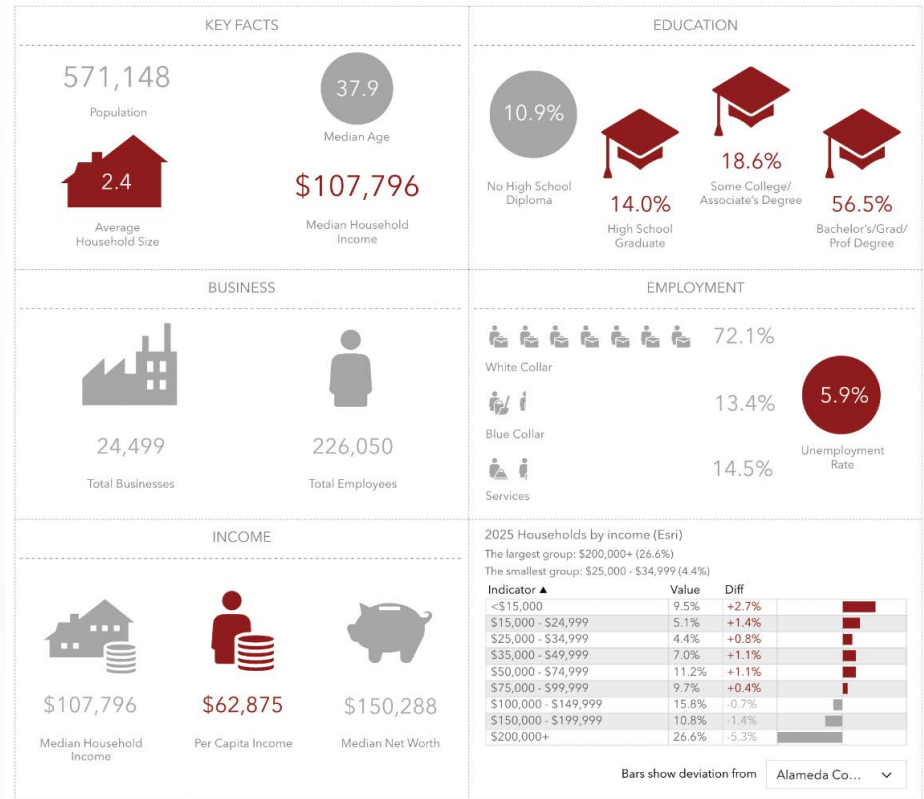 KEY FACTS
571,148
Population
37.9
Median Age
2.4
Average
Household Size
$107,796
Median Household
Income
EDUCATION
10.9%
No High School
Diploma
14.0%
High School
Graduate
18.6%
Some College/
Associate's Degree
56.5%
Bachelor's/Grad/
Prof Degree
BUSINESS
24,499
Total Businesses
226,050
Total Employees
EMPLOYMENT
72.1%
White Collar
13.4%
Blue Collar
14.5%
Services
5.9%
Unemployment
Rate
INCOME
$107,796
Median Household
Income
$62,875
Per Capita Income
$150,288
Median Net Worth
2025 Households by income (Esri)
The largest group: $200,000+ (26.6%)
The smallest group: $25,000 - $34,999 (4.4%)
Indicator ▲ Value Diff
<$15,000 9.5% +2.7%
$15,000 - $24,999 5.1% +1.4%
$25,000 - $34,999 4.4% +0.8%
$35,000 - $49,999 7.0% +1.1%
$50,000 - $74,999 11.2% +1.1%
$75,000 - $99,999 9.7% +0.4%
$100,000 - $149,999 15.8% -0.7%
$150,000 - $199,999 10.8% -1.4%
$200,000+ 26.6% -5.3%
Bars show deviation from Alameda Co...